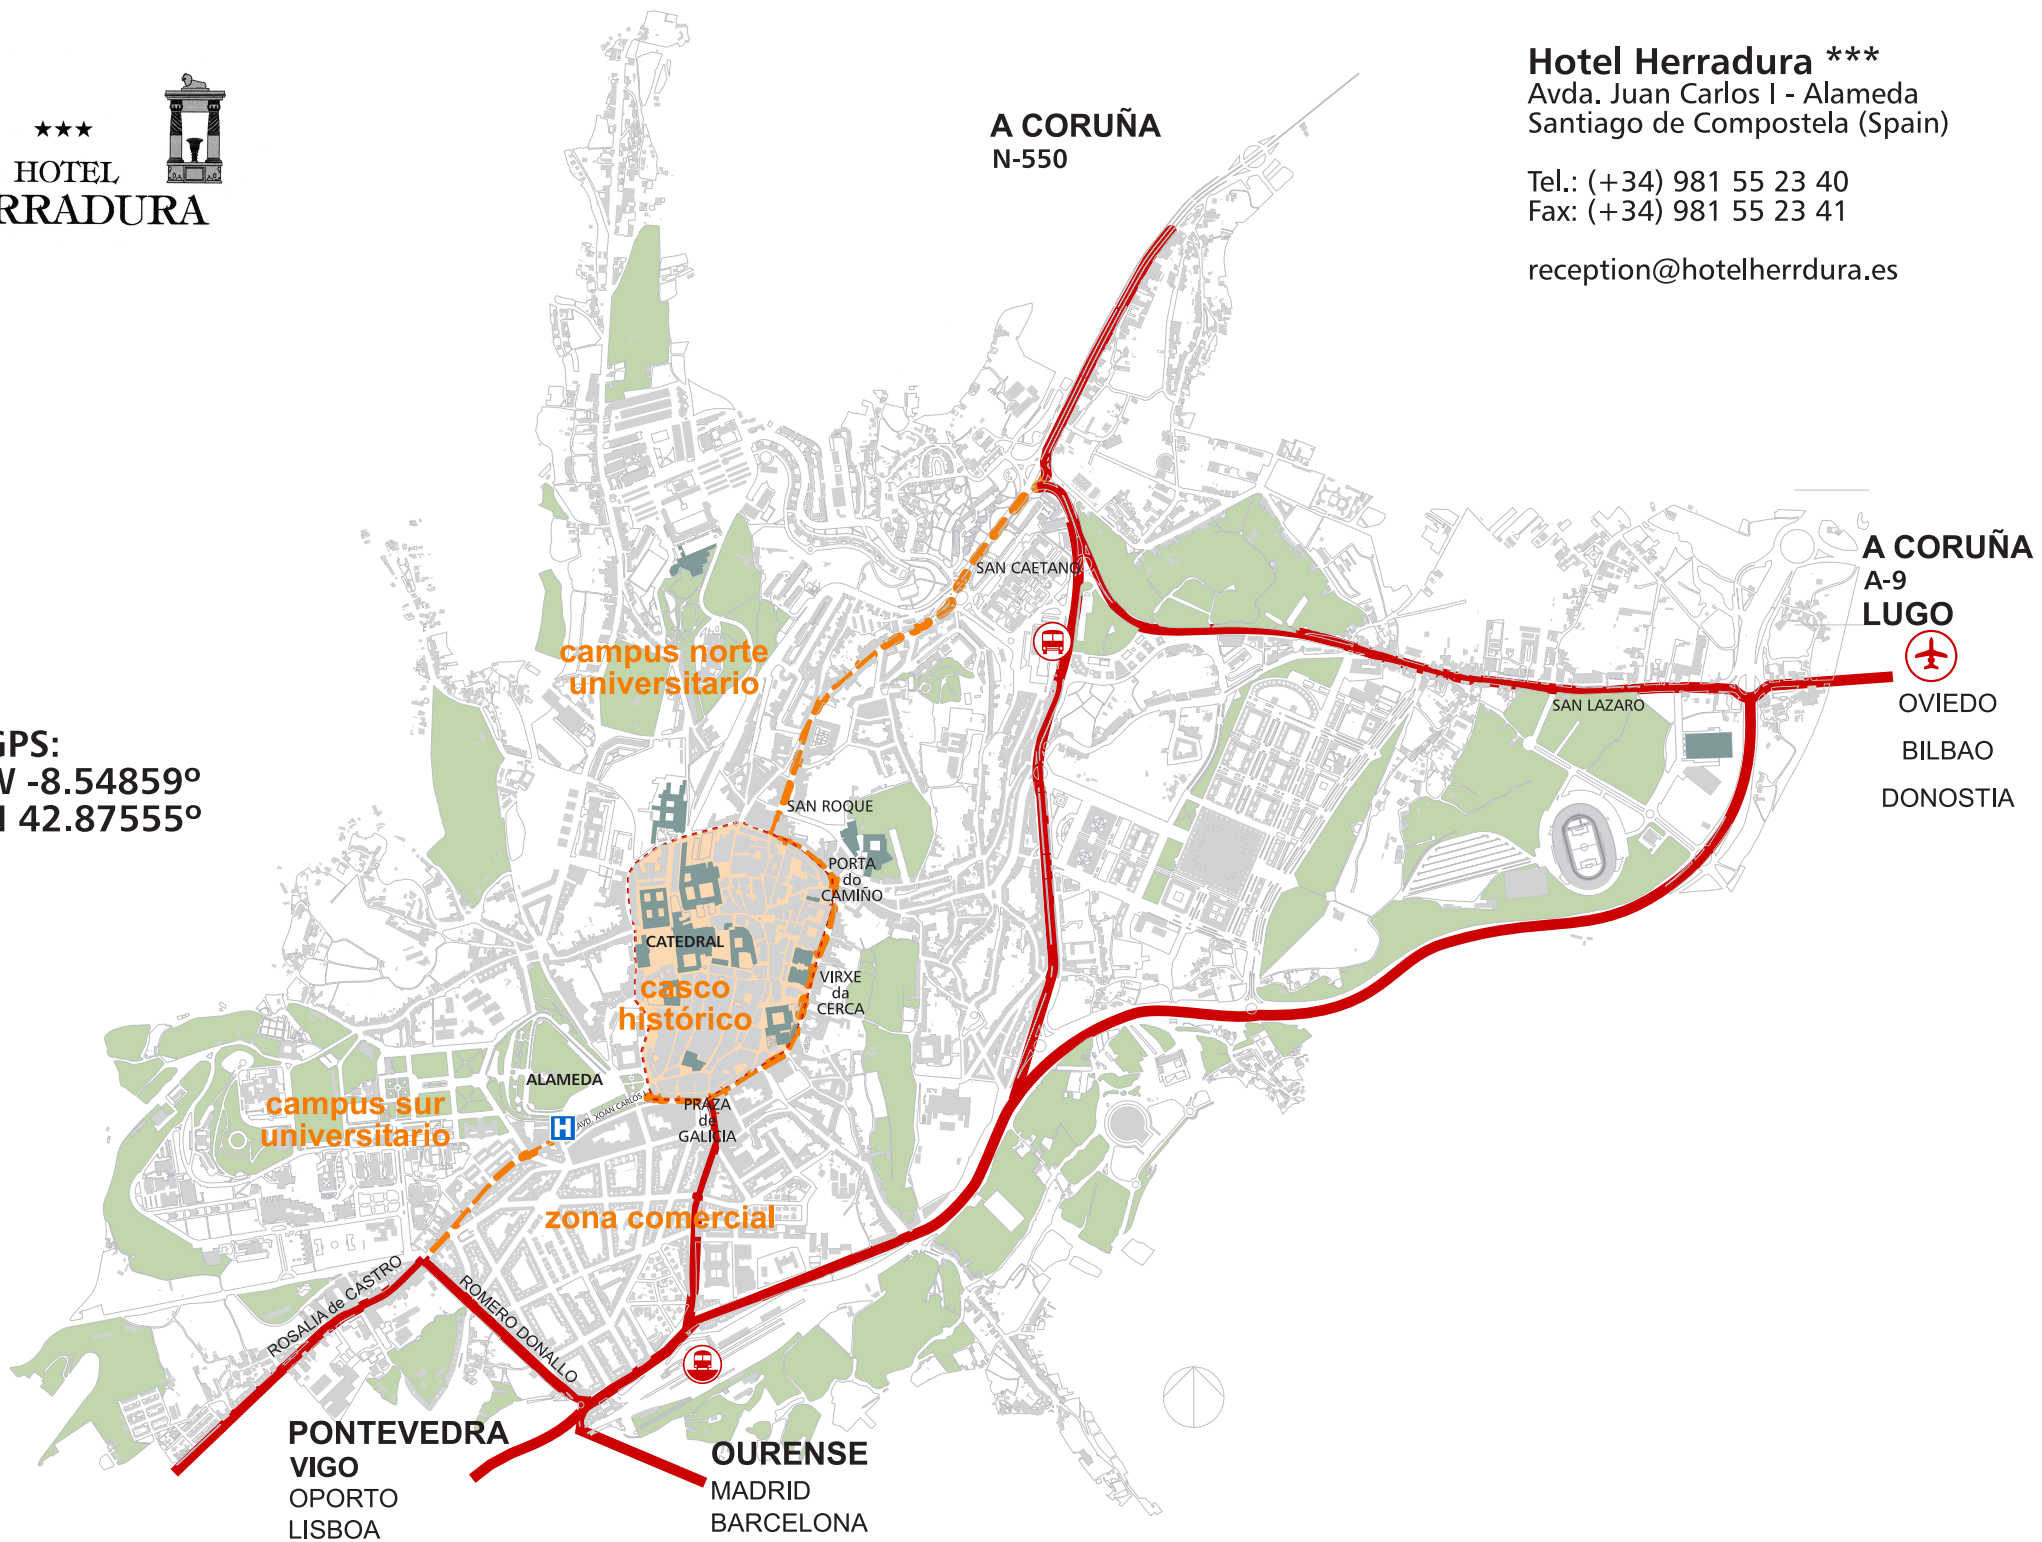 ★★★
HOTEL
RRADURA
Hotel Herradura ***
Avda. Juan Carlos I - Alameda
Santiago de Compostela (Spain)
Tel.: (+34) 981 55 23 40
Fax: (+34) 981 55 23 41
reception@hotelherrdura.es
A CORUÑA
N-550
A CORUÑA
A-9
LUGO
OVIEDO
BILBAO
DONOSTIA
SAN CAETANO
SAN LAZARO
campus norte
universitario
GPS:
W -8.54859º
N 42.87555º
SAN ROQUE
PORTA
do
CAMIÑO
CATEDRAL
casco
histórico
VIRXE
da
CERCA
ALAMEDA
campus sur
universitario
H
AVD. XOAN CARLOS I
PRAZA
de
GALICIA
zona comercial
ROSALIA de CASTRO
ROMERO DONALLO
PONTEVEDRA
VIGO
OPORTO
LISBOA
OURENSE
MADRID
BARCELONA